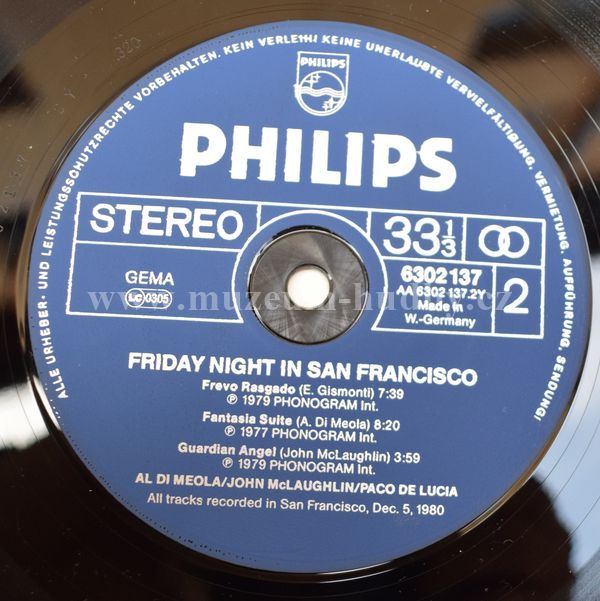 ...ALLE URHEBER- UND LEISTUNGSSCHUTZRECHTE VORBEHALTEN. KEIN VERLEIH! KEINE UNERLAUBTE VERVIELFÄLTIGUNG, VERMIETUNG, AUFFÜHRUNG, SENDUNG!
PHILIPS
PHILIPS
STEREO
33 1/3
GEMA
LC 0305
6302137
AA 6302 137.2Y
Made in
W.-Germany
2
www.muzeum-hudby.cz
FRIDAY NIGHT IN SAN FRANCISCO
Frevo Rasgado (E. Gismonti) 7:39
℗ 1979 PHONOGRAM Int.
Fantasia Suite (A. Di Meola) 8:20
℗ 1977 PHONOGRAM Int.
Guardian Angel (John McLaughlin) 3:59
℗ 1979 PHONOGRAM Int.
AL DI MEOLA/JOHN McLAUGHLIN/PACO DE LUCIA
All tracks recorded in San Francisco, Dec. 5, 1980